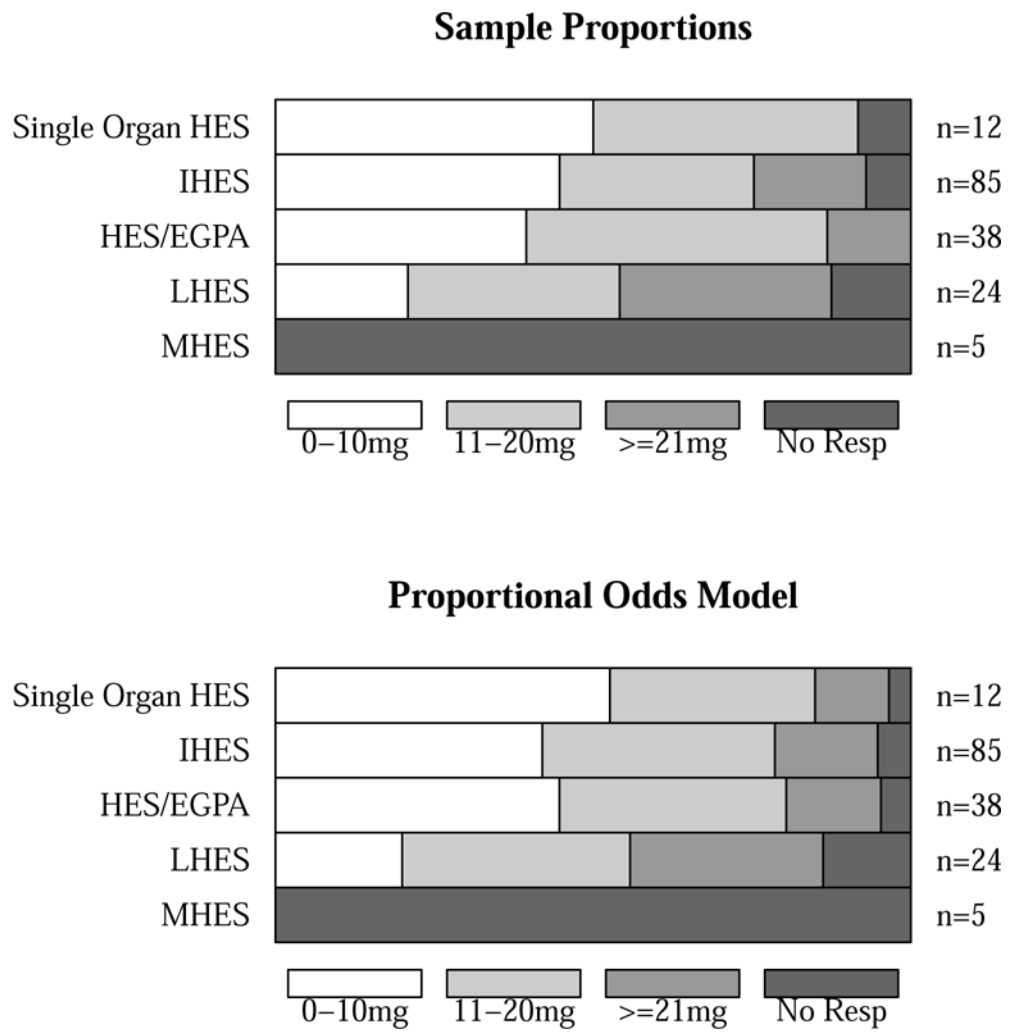 Sample Proportions
Single Organ HES n=12
IHES n=85
HES/EGPA n=38
LHES n=24
MHES n=5
0–10mg 11–20mg >=21mg No Resp
Proportional Odds Model
Single Organ HES n=12
IHES n=85
HES/EGPA n=38
LHES n=24
MHES n=5
0–10mg 11–20mg >=21mg No Resp